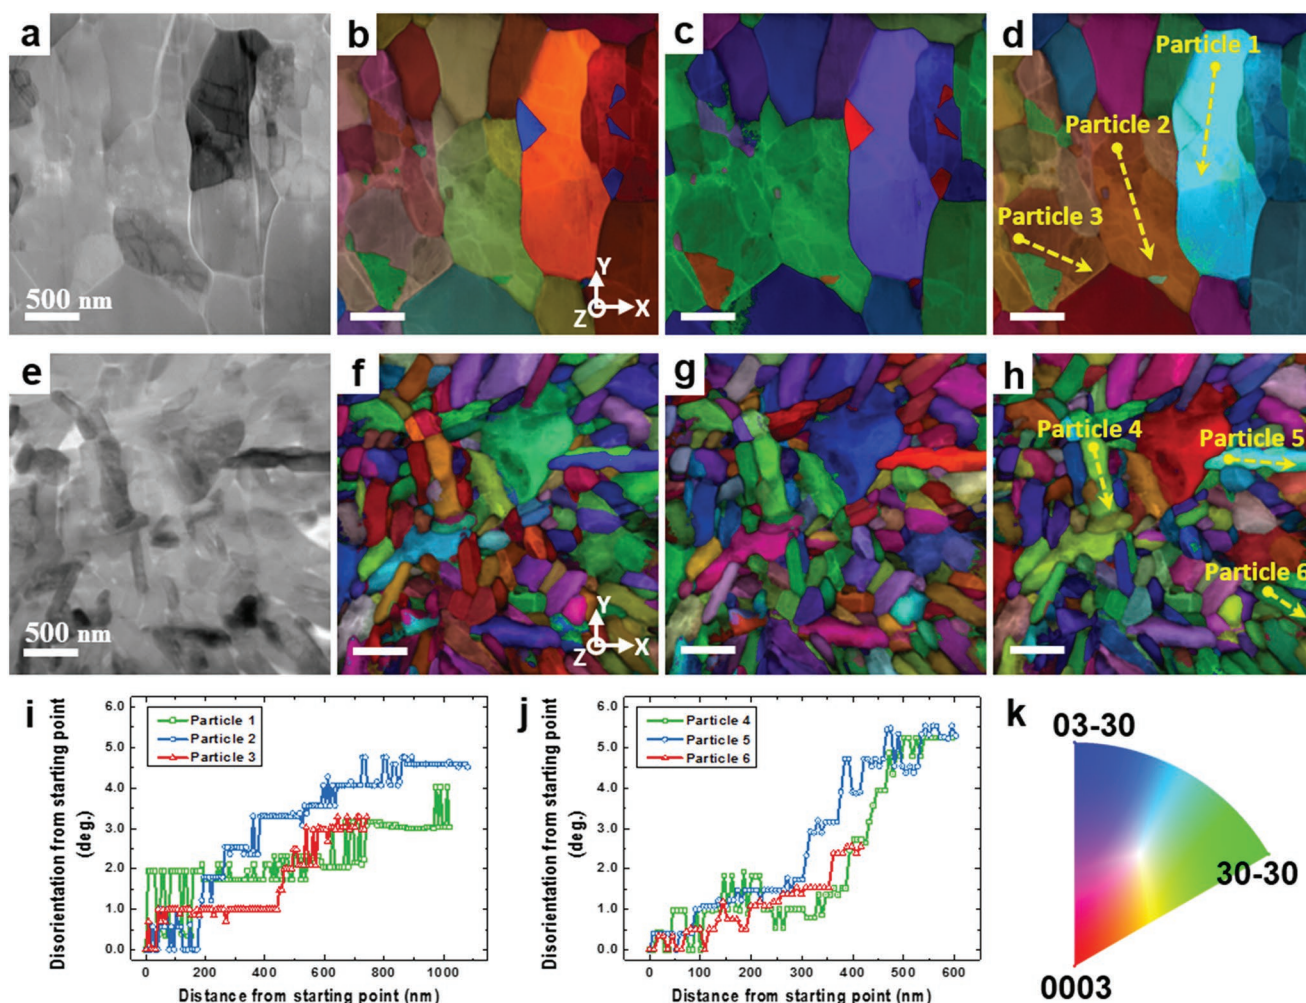 a
b
c
d
Particle 1
Particle 2
Particle 3
500 nm
Y
Z
X
e
f
g
h
Particle 4
Particle 5
Particle 6
500 nm
Y
Z
X
i
Disorientation from starting point
(deg.)
6.0
5.0
4.0
3.0
2.0
1.0
0.0
Particle 1
Particle 2
Particle 3
0
200
400
600
800
1000
Distance from starting point (nm)
j
Disorientation from starting point
(deg.)
6.0
5.0
4.0
3.0
2.0
1.0
0.0
Particle 4
Particle 5
Particle 6
0
100
200
300
400
500
600
Distance from starting point (nm)
k
03-30
30-30
0003